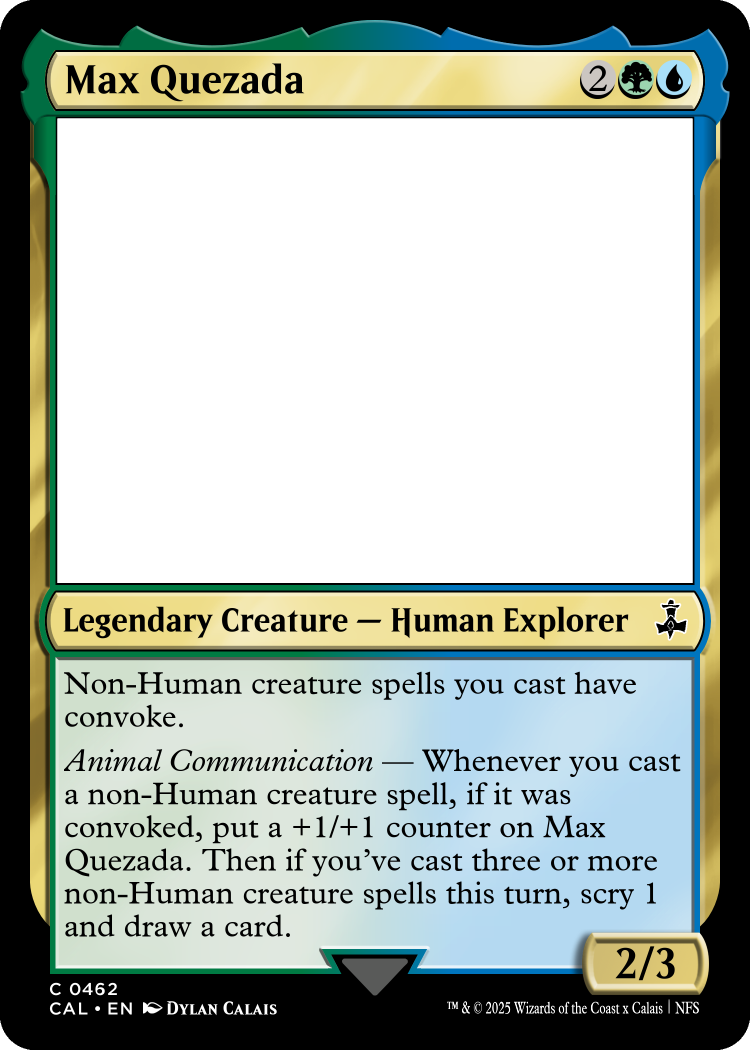 Max Quezada 2
Legendary Creature — Human Explorer
Non-Human creature spells you cast have
convoke.
Animal Communication — Whenever you cast
a non-Human creature spell, if it was
convoked, put a +1/+1 counter on Max
Quezada. Then if you've cast three or more
non-Human creature spells this turn, scry 1
and draw a card.
2/3
C 0462
CAL • EN DYLAN CALAIS
™ & © 2025 Wizards of the Coast x Calais | NFS